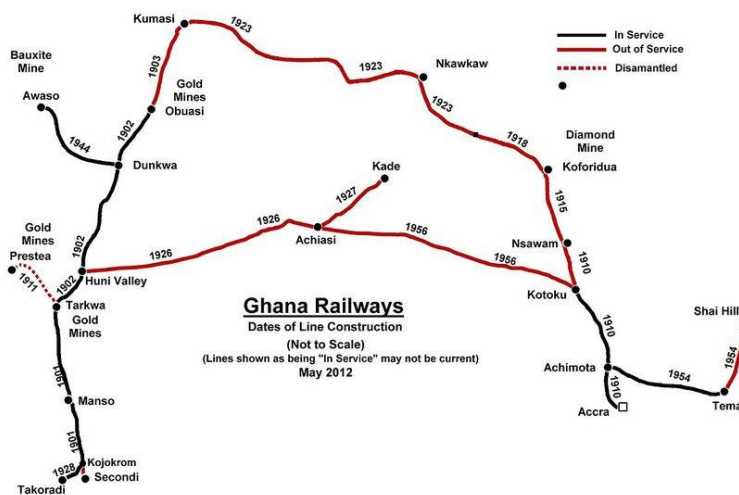 Kumasi
1923
In Service
Out of Service
Disamantled
Bauxite
Mine
1903
1923
Nkawkaw
Awaso
Gold
Mines
Obuasi
1923
1944
1902
Dunkwa
1918
Diamond
Mine
Koforidua
Kade
1927
1915
Gold
Mines
Prestea
1902
1926
1926
Achiasi
1956
1956
Nsawam
1910
1911
1902
Huni Valley
Kotoku
Tarkwa
Gold
Mines
Ghana Railways
Dates of Line Construction
(Not to Scale)
(Lines shown as being "In Service" may not be current)
May 2012
1910
Shai Hill
1901
Achimota
1954
1954
1910
Manso
Accra
Tema
1901
Kojokrom
1928
Secondi
Takoradi